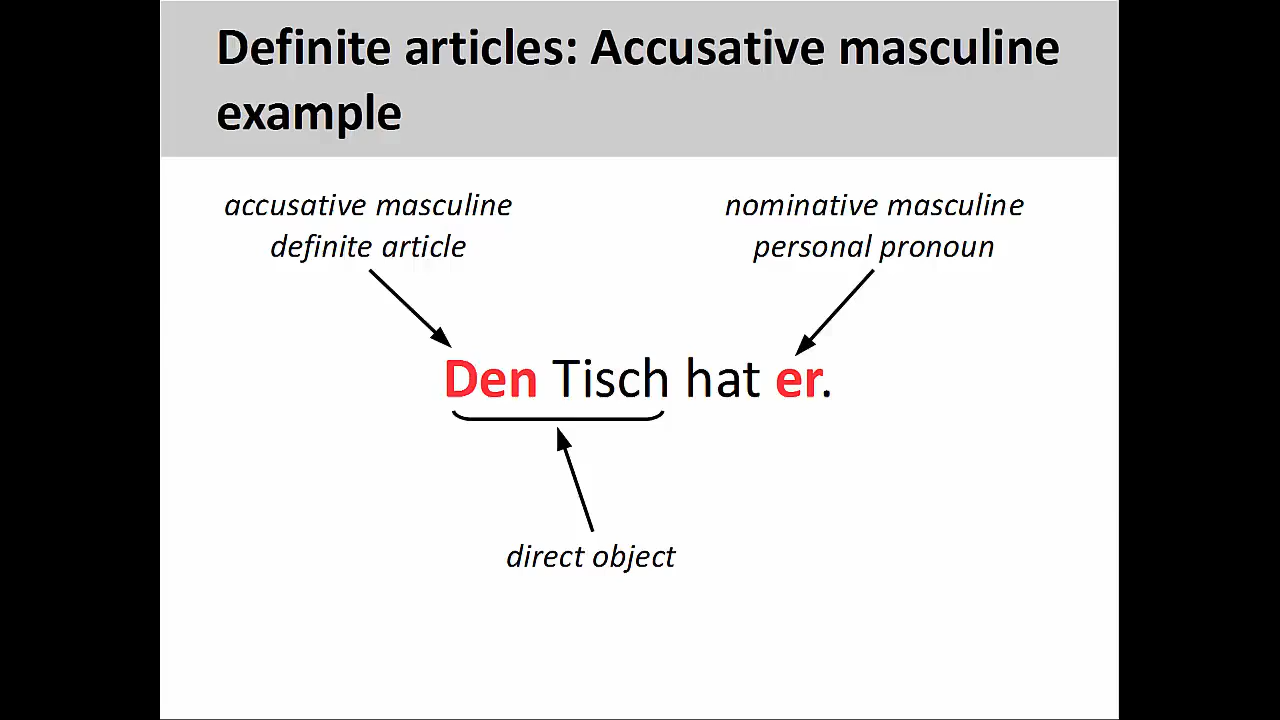 Definite articles: Accusative masculine
example
accusative masculine
definite article
nominative masculine
personal pronoun
Den Tisch hat er.
direct object